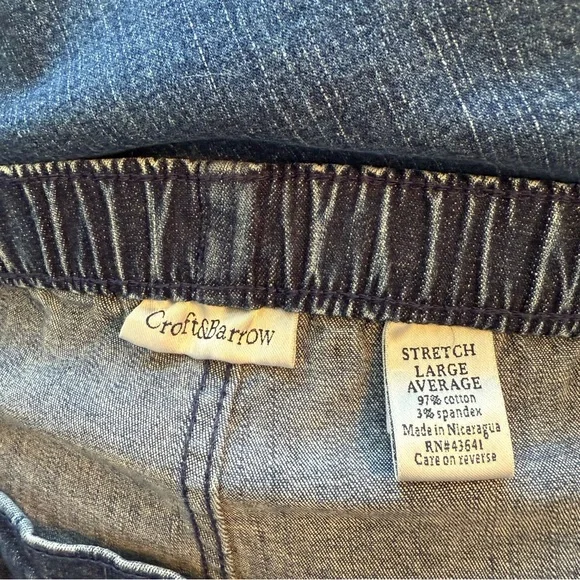 Croft&Barrow
STRETCH
LARGE
AVERAGE
97% cotton
3% spandex
Made in Nicaragua
RN#43641
Care on reverse